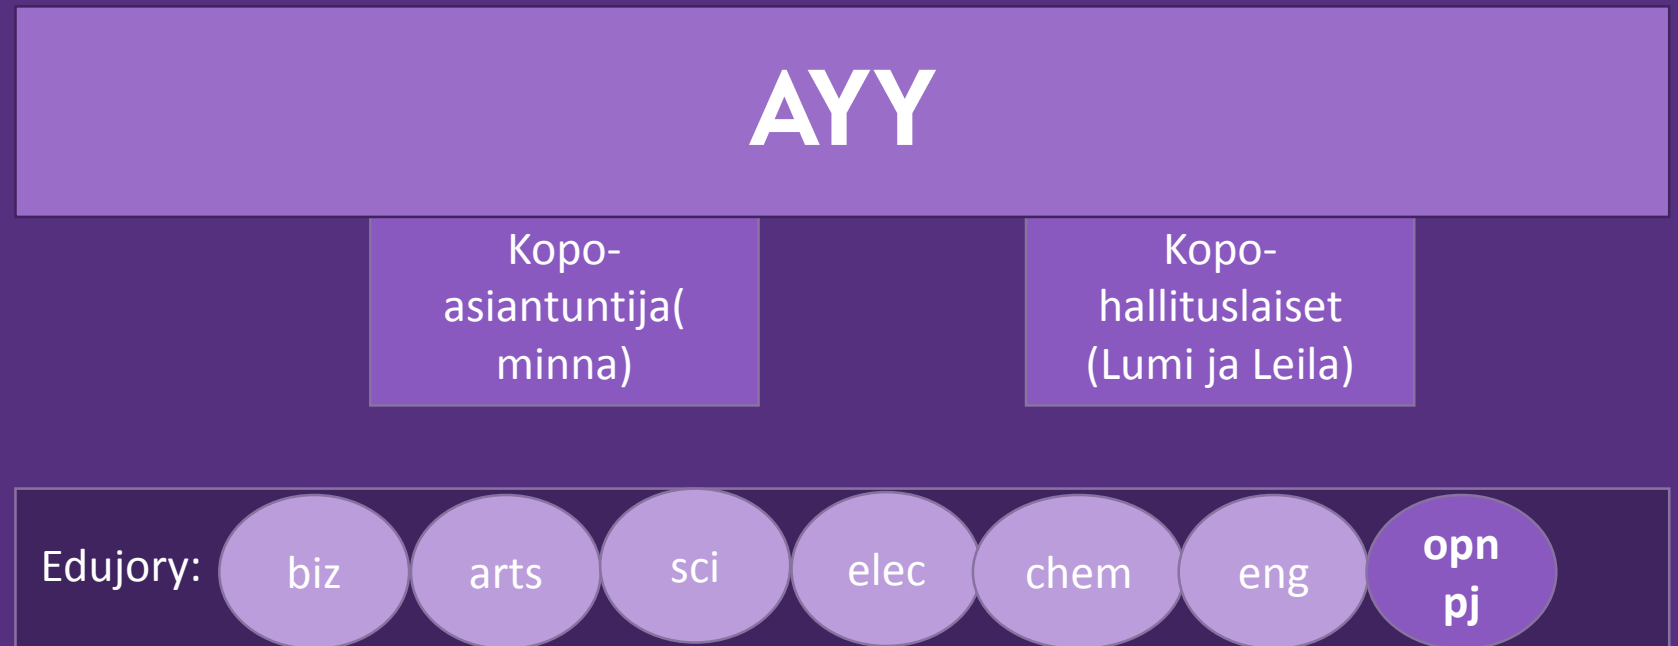 AYY
Kopo-
asiantuntija(
minna)
Kopo-
hallituslaiset
(Lumi ja Leila)
Edujory:
biz
arts
sci
elec
chem
eng
opn
pj